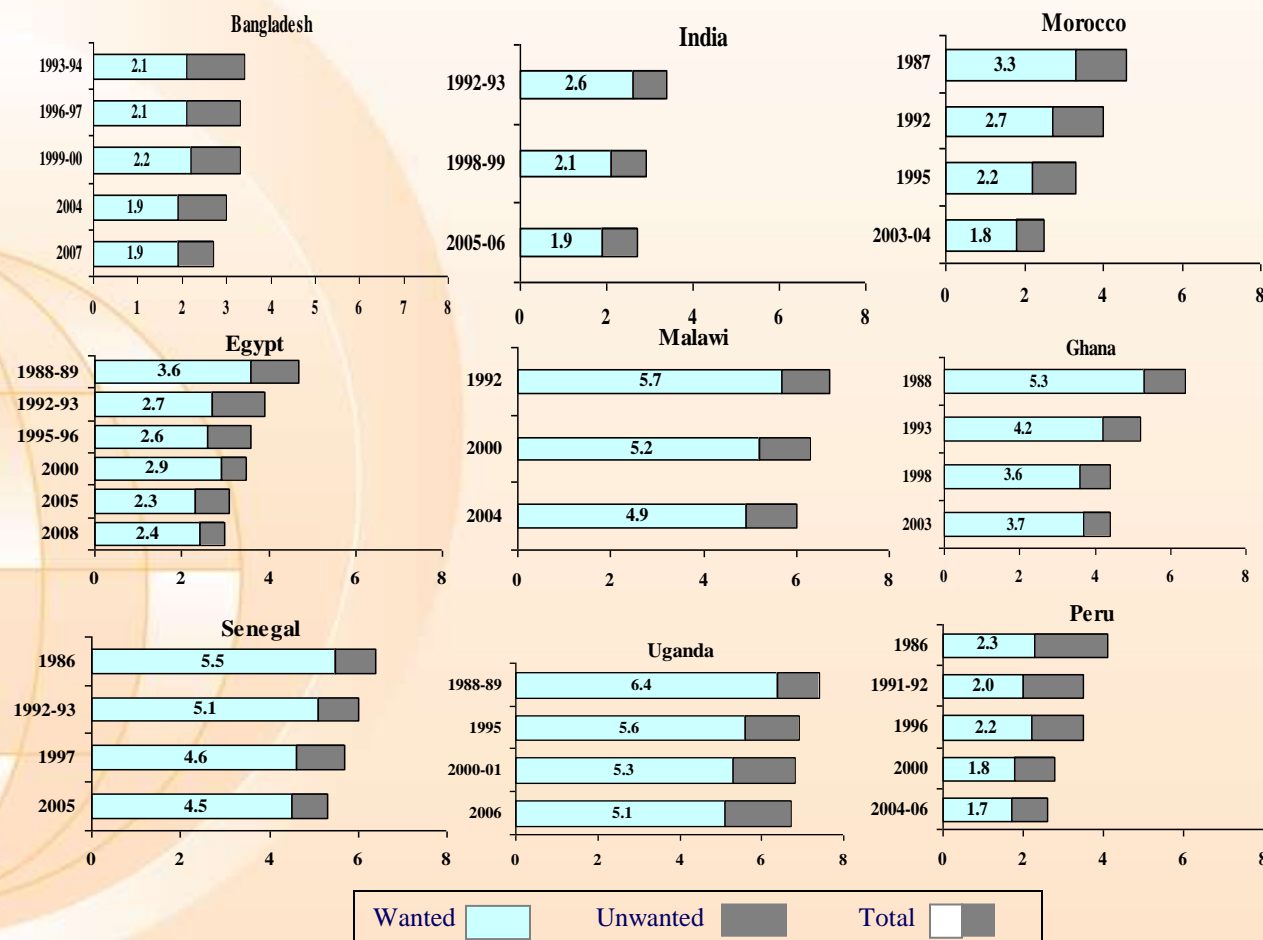 Bangladesh
1993-94 2.1
1996-97 2.1
1999-00 2.2
2004 1.9
2007 1.9
0 1 2 3 4 5 6 7 8
India
1992-93 2.6
1998-99 2.1
2005-06 1.9
0 2 4 6 8
Morocco
1987 3.3
1992 2.7
1995 2.2
2003-04 1.8
0 2 4 6 8
Egypt
1988-89 3.6
1992-93 2.7
1995-96 2.6
2000 2.9
2005 2.3
2008 2.4
0 2 4 6 8
Malawi
1992 5.7
2000 5.2
2004 4.9
0 2 4 6 8
Ghana
1988 5.3
1993 4.2
1998 3.6
2003 3.7
0 2 4 6 8
Senegal
1986 5.5
1992-93 5.1
1997 4.6
2005 4.5
0 2 4 6 8
Uganda
1988-89 6.4
1995 5.6
2000-01 5.3
2006 5.1
0 2 4 6 8
Peru
1986 2.3
1991-92 2.0
1996 2.2
2000 1.8
2004-06 1.7
0 2 4 6 8
Wanted Unwanted Total